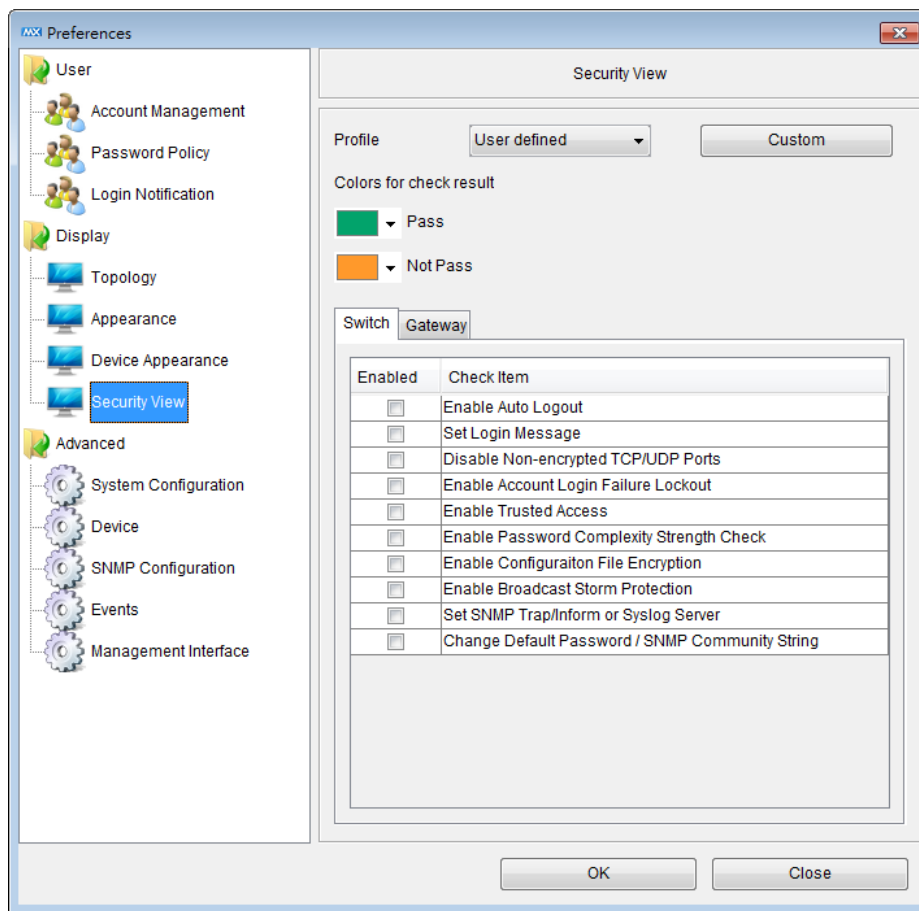 MX Preferences
User
Account Management
Password Policy
Login Notification
Display
Topology
Appearance
Device Appearance
Security View
Advanced
System Configuration
Device
SNMP Configuration
Events
Management Interface
Security View
Profile User defined Custom
Colors for check result
Pass
Not Pass
Switch Gateway
Enabled Check Item
Enable Auto Logout
Set Login Message
Disable Non-encrypted TCP/UDP Ports
Enable Account Login Failure Lockout
Enable Trusted Access
Enable Password Complexity Strength Check
Enable Configuraiton File Encryption
Enable Broadcast Storm Protection
Set SNMP Trap/Inform or Syslog Server
Change Default Password / SNMP Community String
OK Close